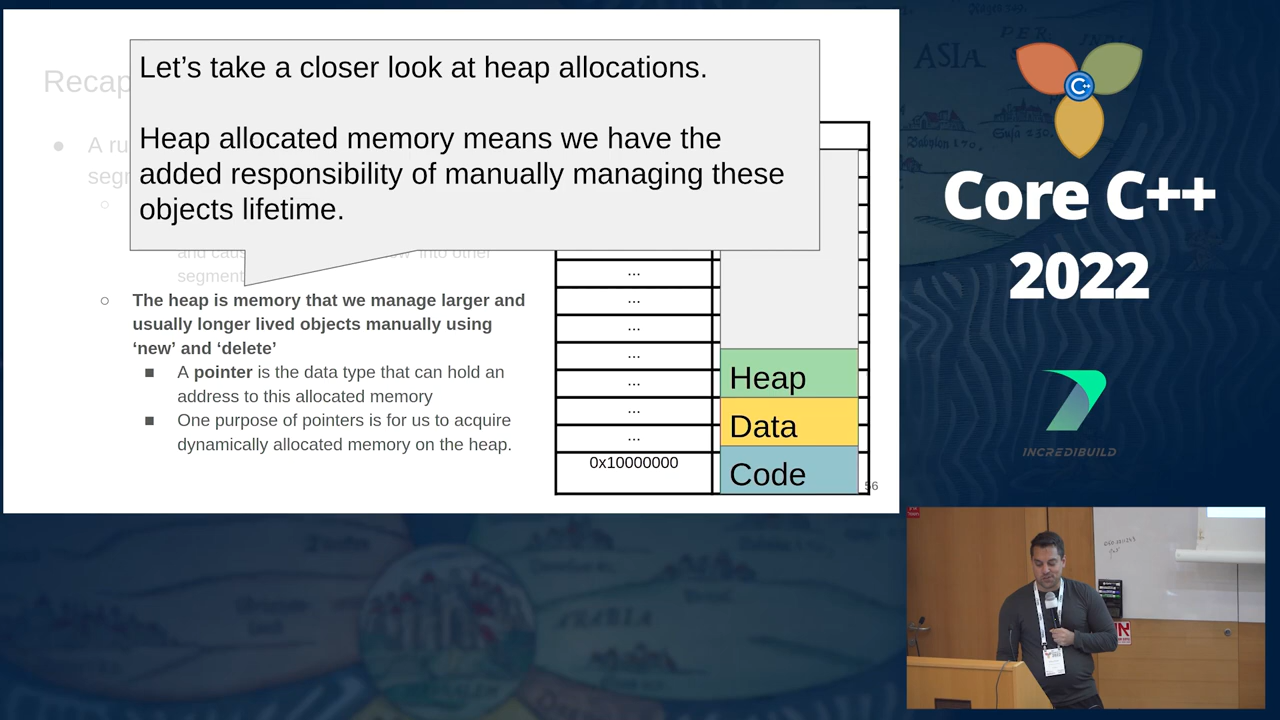 Let’s take a closer look at heap allocations.
Heap allocated memory means we have the
added responsibility of manually managing these
objects lifetime.
Recap
● A ru
segm
○
and caus into other
segment
○ The heap is memory that we manage larger and
usually longer lived objects manually using
‘new’ and ‘delete’
■ A pointer is the data type that can hold an
address to this allocated memory
■ One purpose of pointers is for us to acquire
dynamically allocated memory on the heap.
...
...
...
...
...
...
...
0x10000000
Heap
Data
Code
56
ASIA
Babylon
Core C++
2022
C++
INCREDIBUILD
ARABIA